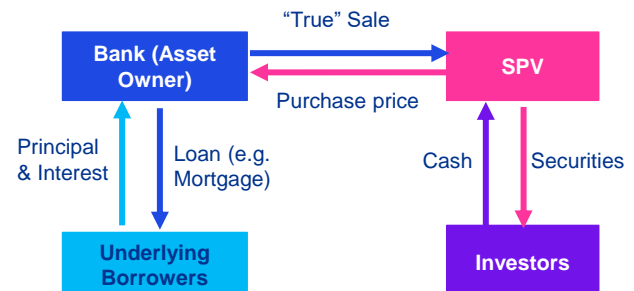 “True” Sale
Bank (Asset
Owner)
SPV
Purchase price
Principal
& Interest
Loan (e.g.
Mortgage)
Cash
Securities
Underlying
Borrowers
Investors